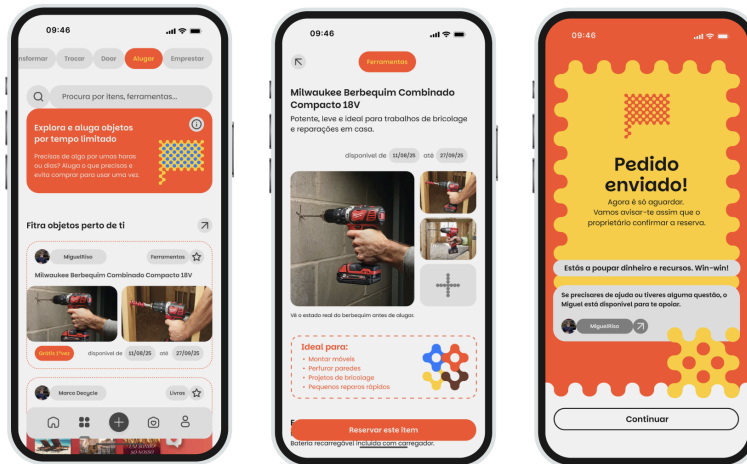 09:46
nsformar Trocar Doar Alugar Emprestar
Procura por itens, ferramentas...
Explora e aluga objetos
por tempo limitado
Precisas de algo por umas horas
ou dias? Aluga o que precisas e
evita comprar para usar uma vez.
Fitra objetos perto de ti
MiguelRiso Ferramentas
Milwaukee Berbequim Combinado Compacto 18V
Grátis 1ªvez disponível de 11/08/25 até 27/09/25
Marco Decycle Livros
09:46
Ferramentas
Milwaukee Berbequim Combinado
Compacto 18V
Potente, leve e ideal para trabalhos de bricolage
e reparações em casa.
disponível de 11/08/25 até 27/09/25
Vê o estado real do berbequim antes de alugar.
Ideal para:
• Montar móveis
• Perfurar paredes
• Projetos de bricolage
• Pequenos reparos rápidos
Reservar este item
Bateria recarregável incluída com carregador.
09:46
Pedido
enviado!
Agora é só aguardar.
Vamos avisar-te assim que o
proprietário confirmar a reserva.
Estás a poupar dinheiro e recursos. Win-win!
Se precisares de ajuda ou tiveres alguma questão, o
Miguel está disponível para te apoiar.
MiguelRiso
Continuar